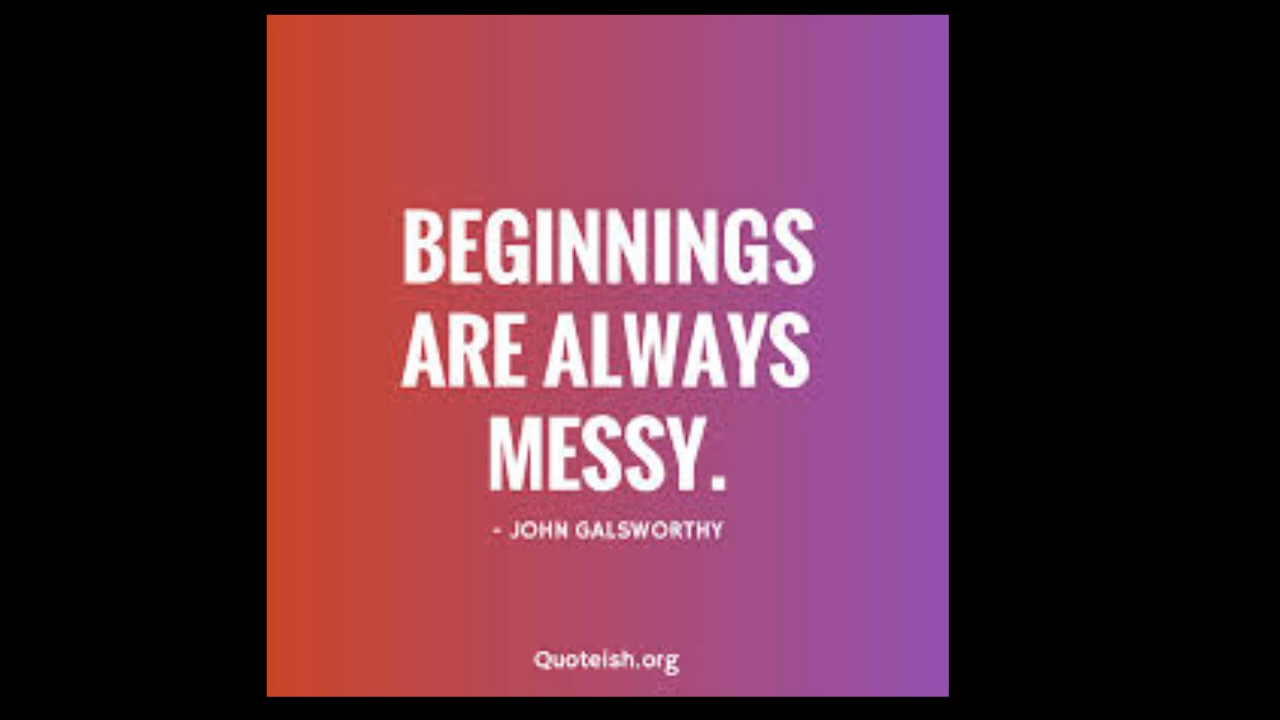 BEGINNINGS
ARE ALWAYS
MESSY.
- JOHN GALSWORTHY
Quoteish.org